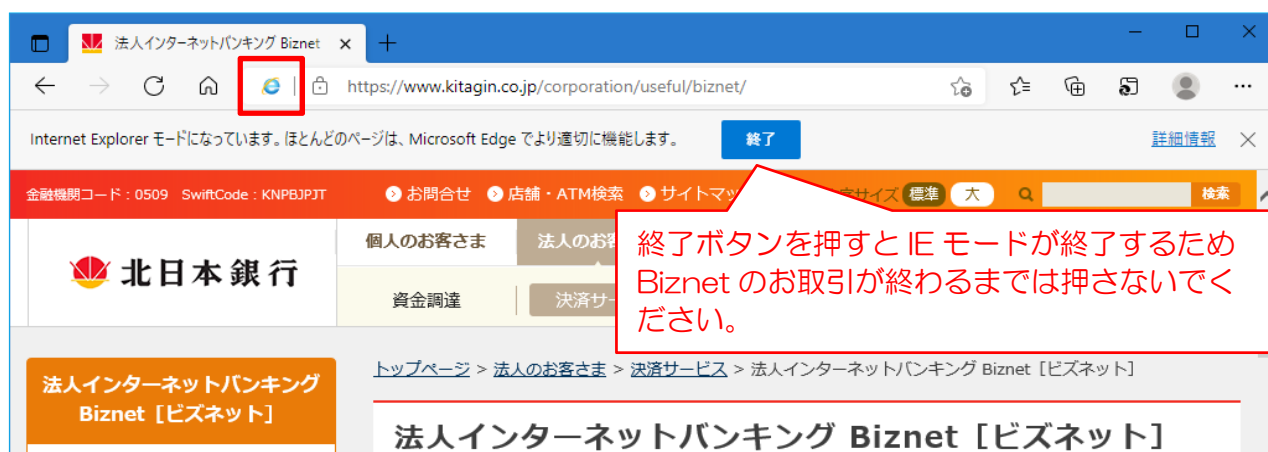 法人インターネットバンキング Biznet
https://www.kitagin.co.jp/corporation/useful/biznet/
Internet Explorer モードになっています。ほとんどのページは、Microsoft Edge でより適切に機能します。 終了 詳細情報
金融機関コード：0509 SwiftCode：KNPBJPJT お問合せ 店舗・ATM検索 サイトマッ 字サイズ 標準 大 検索
個人のお客さま 法人のお
北日本銀行
資金調達 決済サー
終了ボタンを押すと IE モードが終了するため
Biznet のお取引が終わるまでは押さないでく
ださい。
トップページ > 法人のお客さま > 決済サービス > 法人インターネットバンキング Biznet［ビズネット］
法人インターネットバンキング
Biznet［ビズネット］
法人インターネットバンキング Biznet［ビズネット］